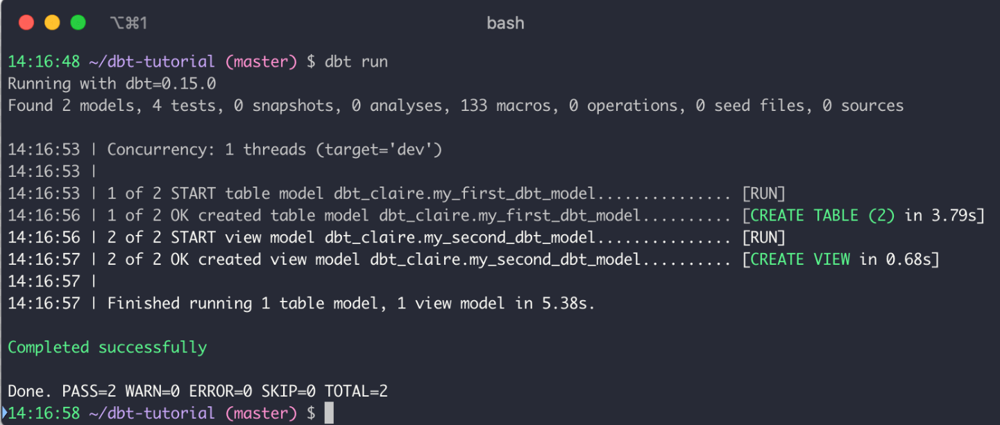 ⌥⌘1 bash
14:16:48 ~/dbt-tutorial (master) $ dbt run
Running with dbt=0.15.0
Found 2 models, 4 tests, 0 snapshots, 0 analyses, 133 macros, 0 operations, 0 seed files, 0 sources
14:16:53 | Concurrency: 1 threads (target='dev')
14:16:53 |
14:16:53 | 1 of 2 START table model dbt_claire.my_first_dbt_model............... [RUN]
14:16:56 | 1 of 2 OK created table model dbt_claire.my_first_dbt_model.......... [CREATE TABLE (2) in 3.79s]
14:16:56 | 2 of 2 START view model dbt_claire.my_second_dbt_model............... [RUN]
14:16:57 | 2 of 2 OK created view model dbt_claire.my_second_dbt_model.......... [CREATE VIEW in 0.68s]
14:16:57 |
14:16:57 | Finished running 1 table model, 1 view model in 5.38s.
Completed successfully
Done. PASS=2 WARN=0 ERROR=0 SKIP=0 TOTAL=2
14:16:58 ~/dbt-tutorial (master) $